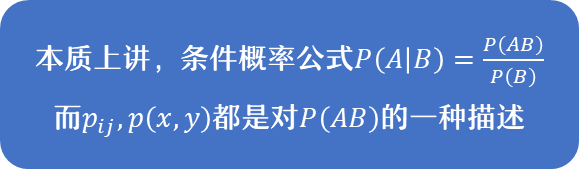 本质上讲，条件概率公式P(A|B) = P(AB)/P(B)
而p_{ij}, p(x, y)都是对P(AB)的一种描述